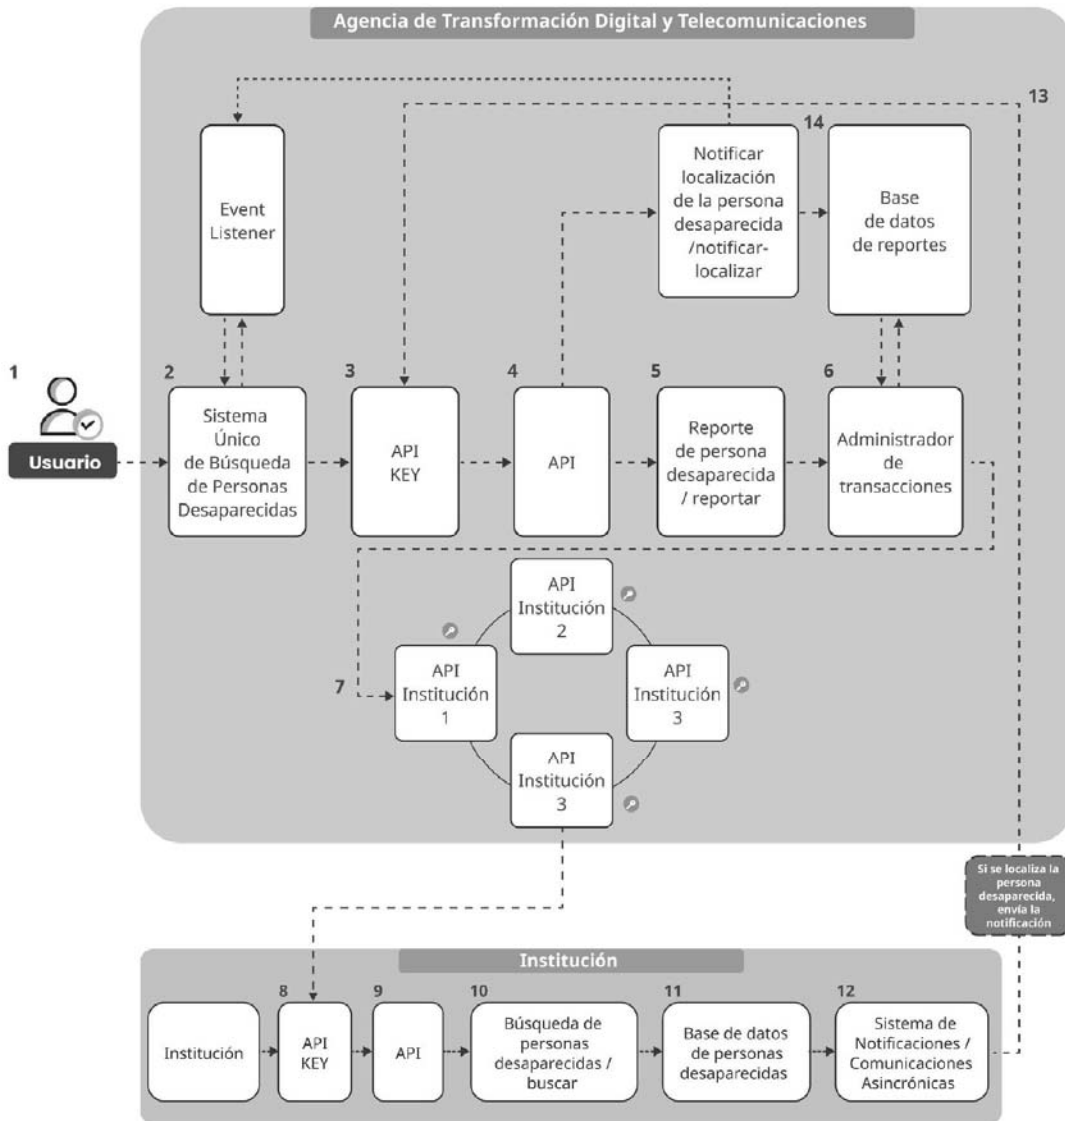 Agencia de Transformación Digital y Telecomunicaciones
13
14
Event
Listener
Notificar
localización
de la persona
desaparecida
/notificar-
localizar
Base
de datos
de reportes
1
Usuario
2
Sistema
Único
de Búsqueda
de Personas
Desaparecidas
3
API
KEY
4
API
5
Reporte
de persona
desaparecida
/ reportar
6
Administrador
de
transacciones
API
Institución
2
7
API
Institución
1
API
Institución
3
API
Institución
3
Si se localiza la
persona
desaparecida,
envía la
notificación
Institución
Institución
8
API
KEY
9
API
10
Búsqueda de
personas
desaparecidas /
buscar
11
Base de datos
de personas
desaparecidas
12
Sistema de
Notificaciones /
Comunicaciones
Asincrónicas